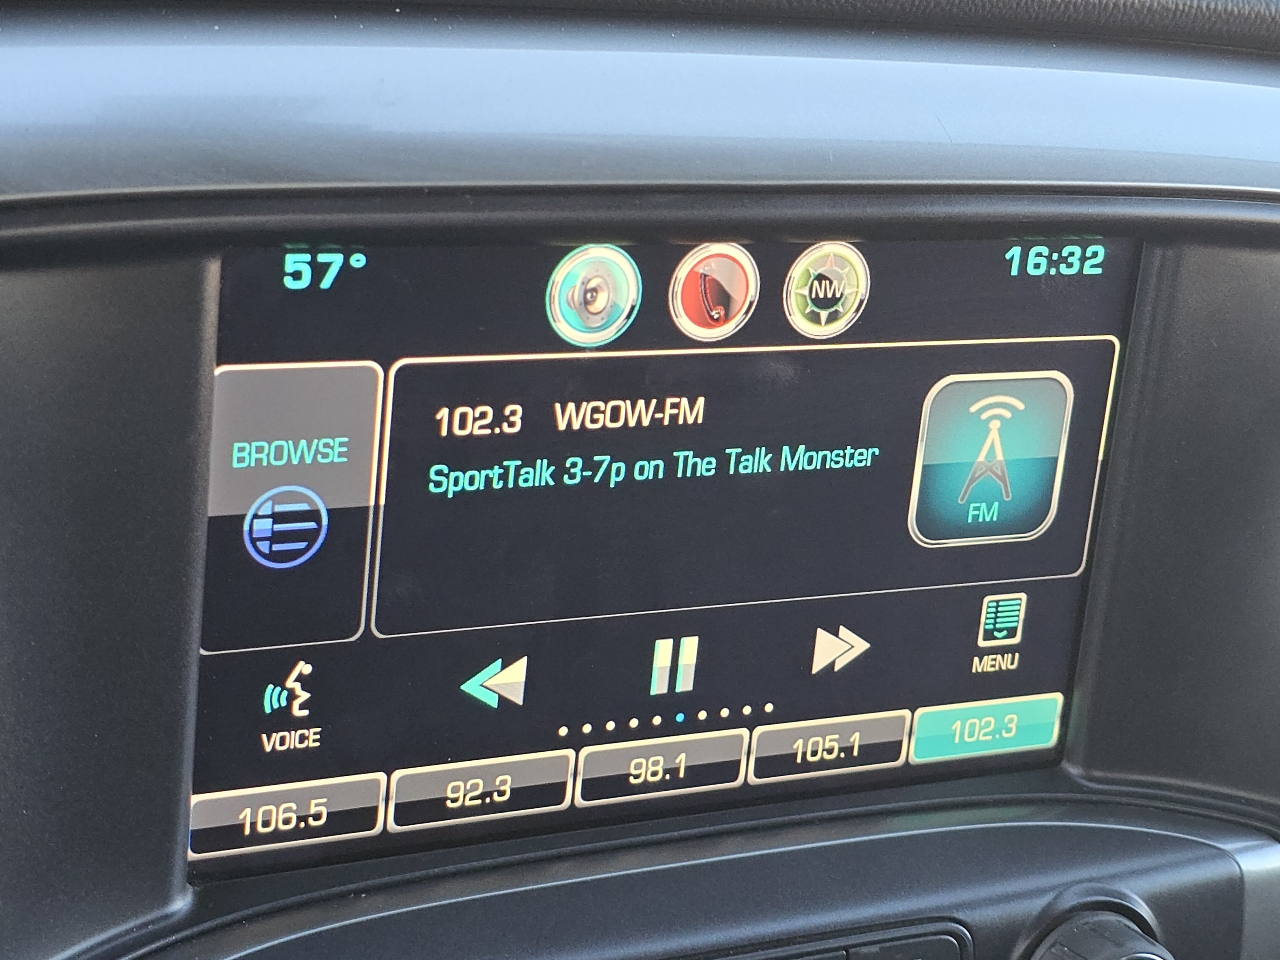 57°
NW
16:32
BROWSE
102.3 WGOW-FM
SportTalk 3-7p on The Talk Monster
FM
VOICE
MENU
106.5
92.3
98.1
105.1
102.3